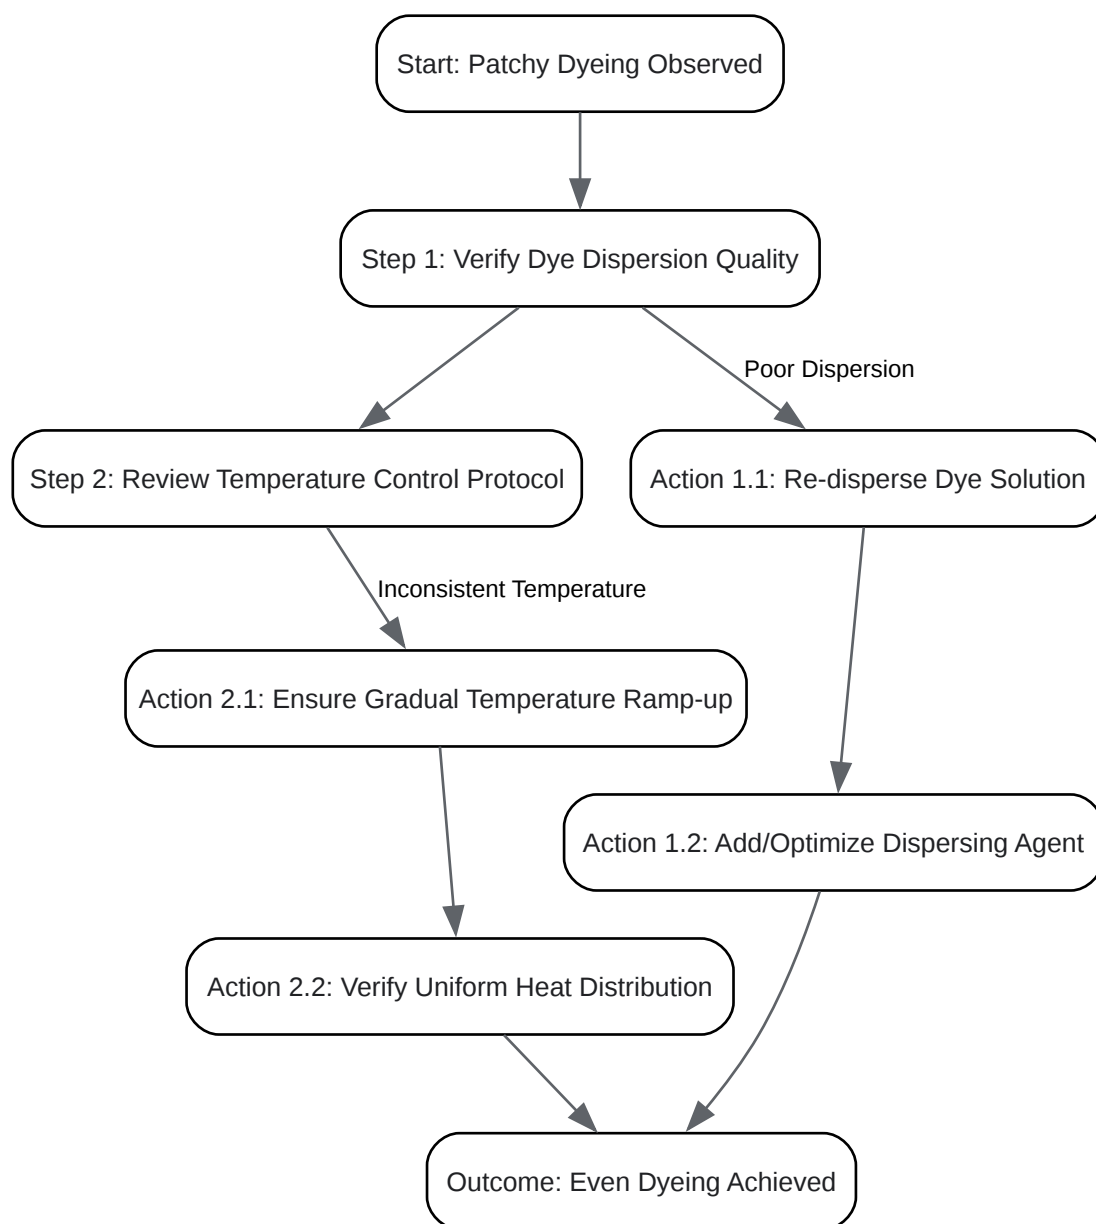 Start: Patchy Dyeing Observed
Step 1: Verify Dye Dispersion Quality
Poor Dispersion
Step 2: Review Temperature Control Protocol
Action 1.1: Re-disperse Dye Solution
Inconsistent Temperature
Action 2.1: Ensure Gradual Temperature Ramp-up
Action 1.2: Add/Optimize Dispersing Agent
Action 2.2: Verify Uniform Heat Distribution
Outcome: Even Dyeing Achieved